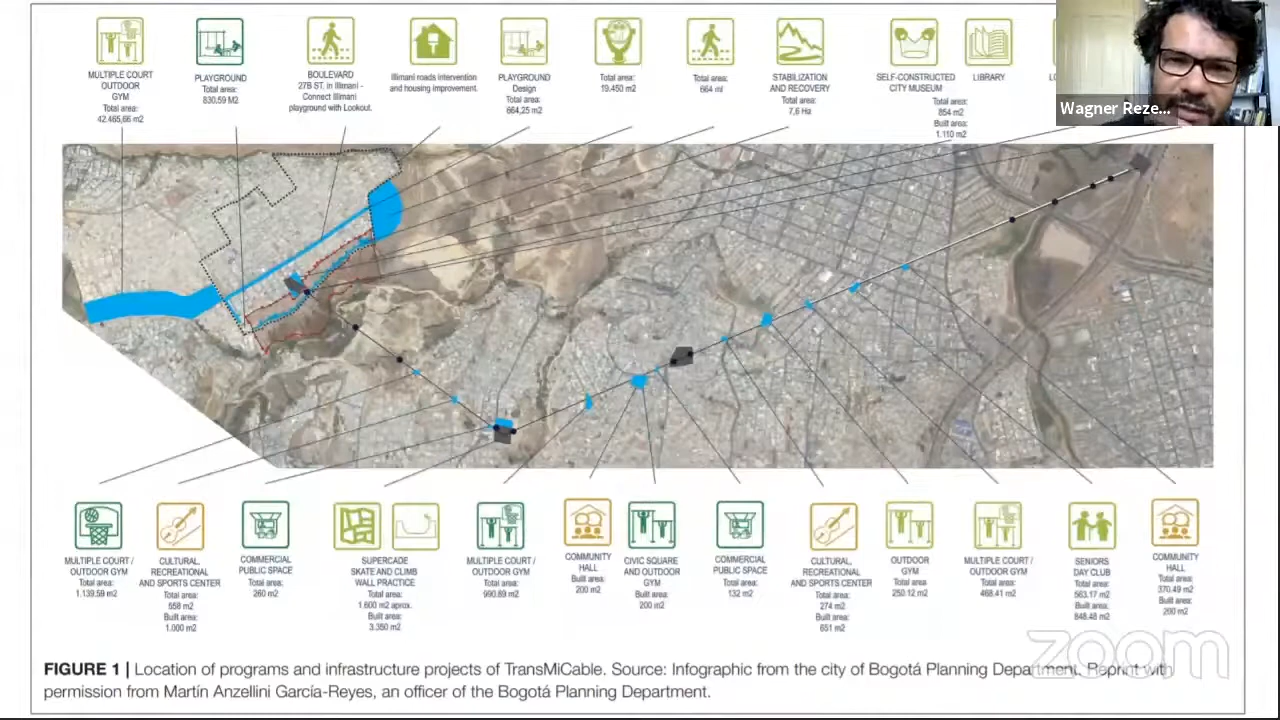 MULTIPLE COURT
OUTDOOR
GYM
Total area:
42.465,66 m2
PLAYGROUND
Total area:
830.59 M2
BOULEVARD
27B ST. in Illimani -
Connect Illimani
playground with Lookout.
Illimani roads intervention
and housing improvement.
PLAYGROUND
Design
Total area:
664,25 m2
Total area:
19.450 m2
Total area:
664 ml
STABILIZATION
AND RECOVERY
Total area:
7,6 Ha
SELF-CONSTRUCTED
CITY MUSEUM
Total area:
854 m2
Built area:
1.110 m2
LIBRARY
Wagner Reze...
MULTIPLE COURT /
OUTDOOR GYM
Total area:
1.139.59 m2
CULTURAL,
RECREATIONAL
AND SPORTS CENTER
Total area:
558 m2
Built area:
1.000 m2
COMMERCIAL
PUBLIC SPACE
Total area:
260 m2
SUPERCADE
SKATE AND CLIMB
WALL PRACTICE
Total area:
1.600 m2 aprox.
Built area:
3.350 m2
MULTIPLE COURT /
OUTDOOR GYM
Total area:
990.89 m2
COMMUNITY
HALL
Built area:
200 m2
CIVIC SQUARE
AND OUTDOOR
GYM
Built area:
200 m2
COMMERCIAL
PUBLIC SPACE
Total area:
132 m2
CULTURAL,
RECREATIONAL
AND SPORTS CENTER
Total area:
274 m2
Built area:
651 m2
OUTDOOR
GYM
Total area
250.12 m2
MULTIPLE COURT /
OUTDOOR GYM
Total area:
468.41 m2
SENIORS
DAY CLUB
Total area:
563.17 m2
Built area:
848.48 m2
COMMUNITY
HALL
Total area:
370.49 m2
Built area:
200 m2
zoom
FIGURE 1 | Location of programs and infrastructure projects of TransMiCable. Source: Infographic from the city of Bogotá Planning Department. Reprint with
permission from Martín Anzellini García-Reyes, an officer of the Bogotá Planning Department.